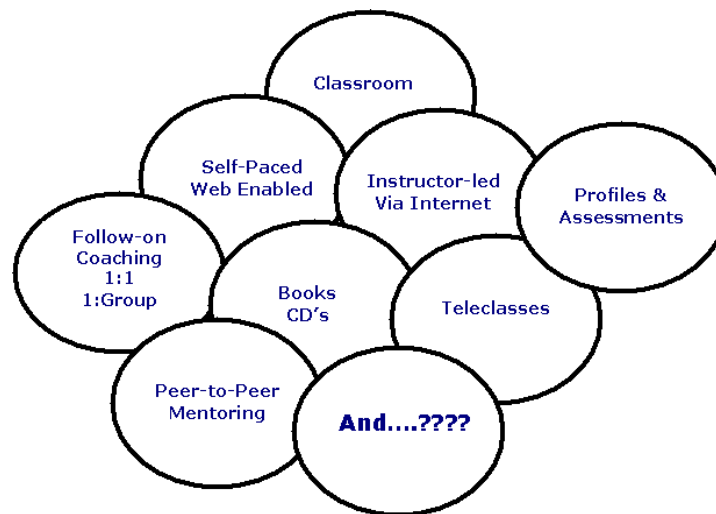 Classroom
Self-Paced
Web Enabled
Instructor-led
Via Internet
Profiles &
Assessments
Follow-on
Coaching
1:1
1:Group
Books
CD's
Teleclasses
Peer-to-Peer
Mentoring
And....????